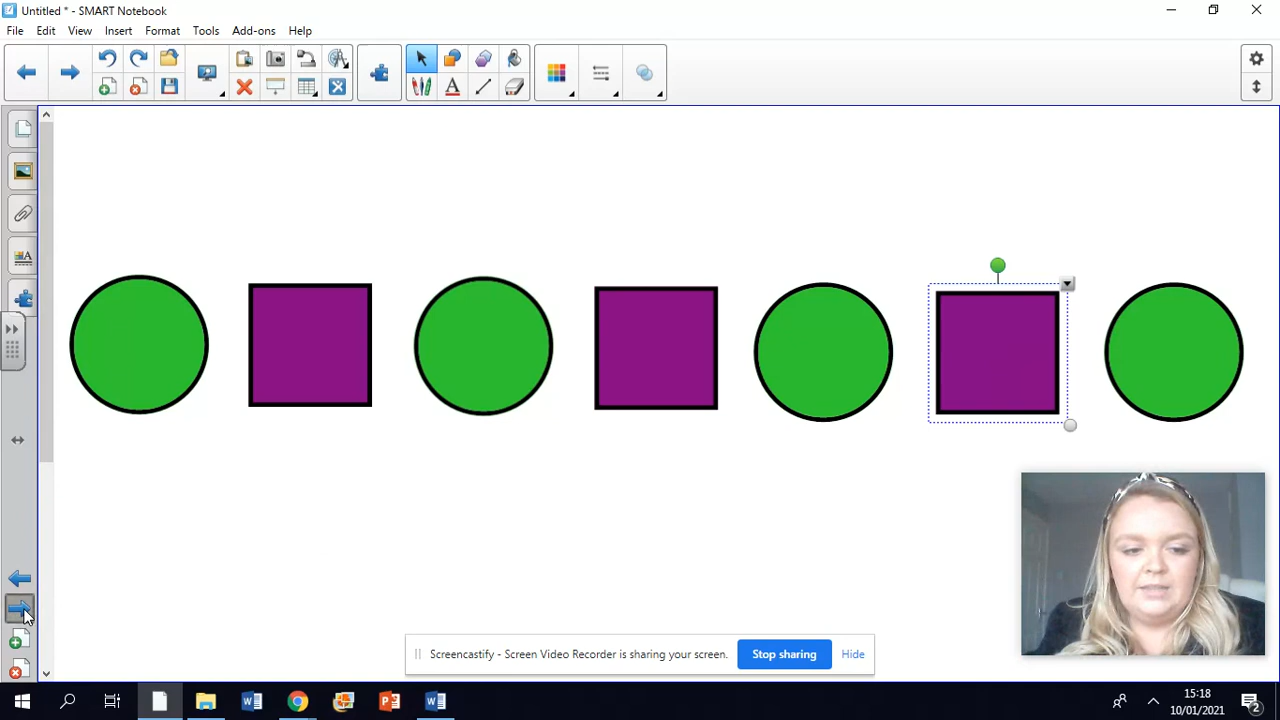 Untitled * - SMART Notebook
File Edit View Insert Format Tools Add-ons Help
Screencastify - Screen Video Recorder is sharing your screen. Stop sharing Hide
15:18
10/01/2021
2